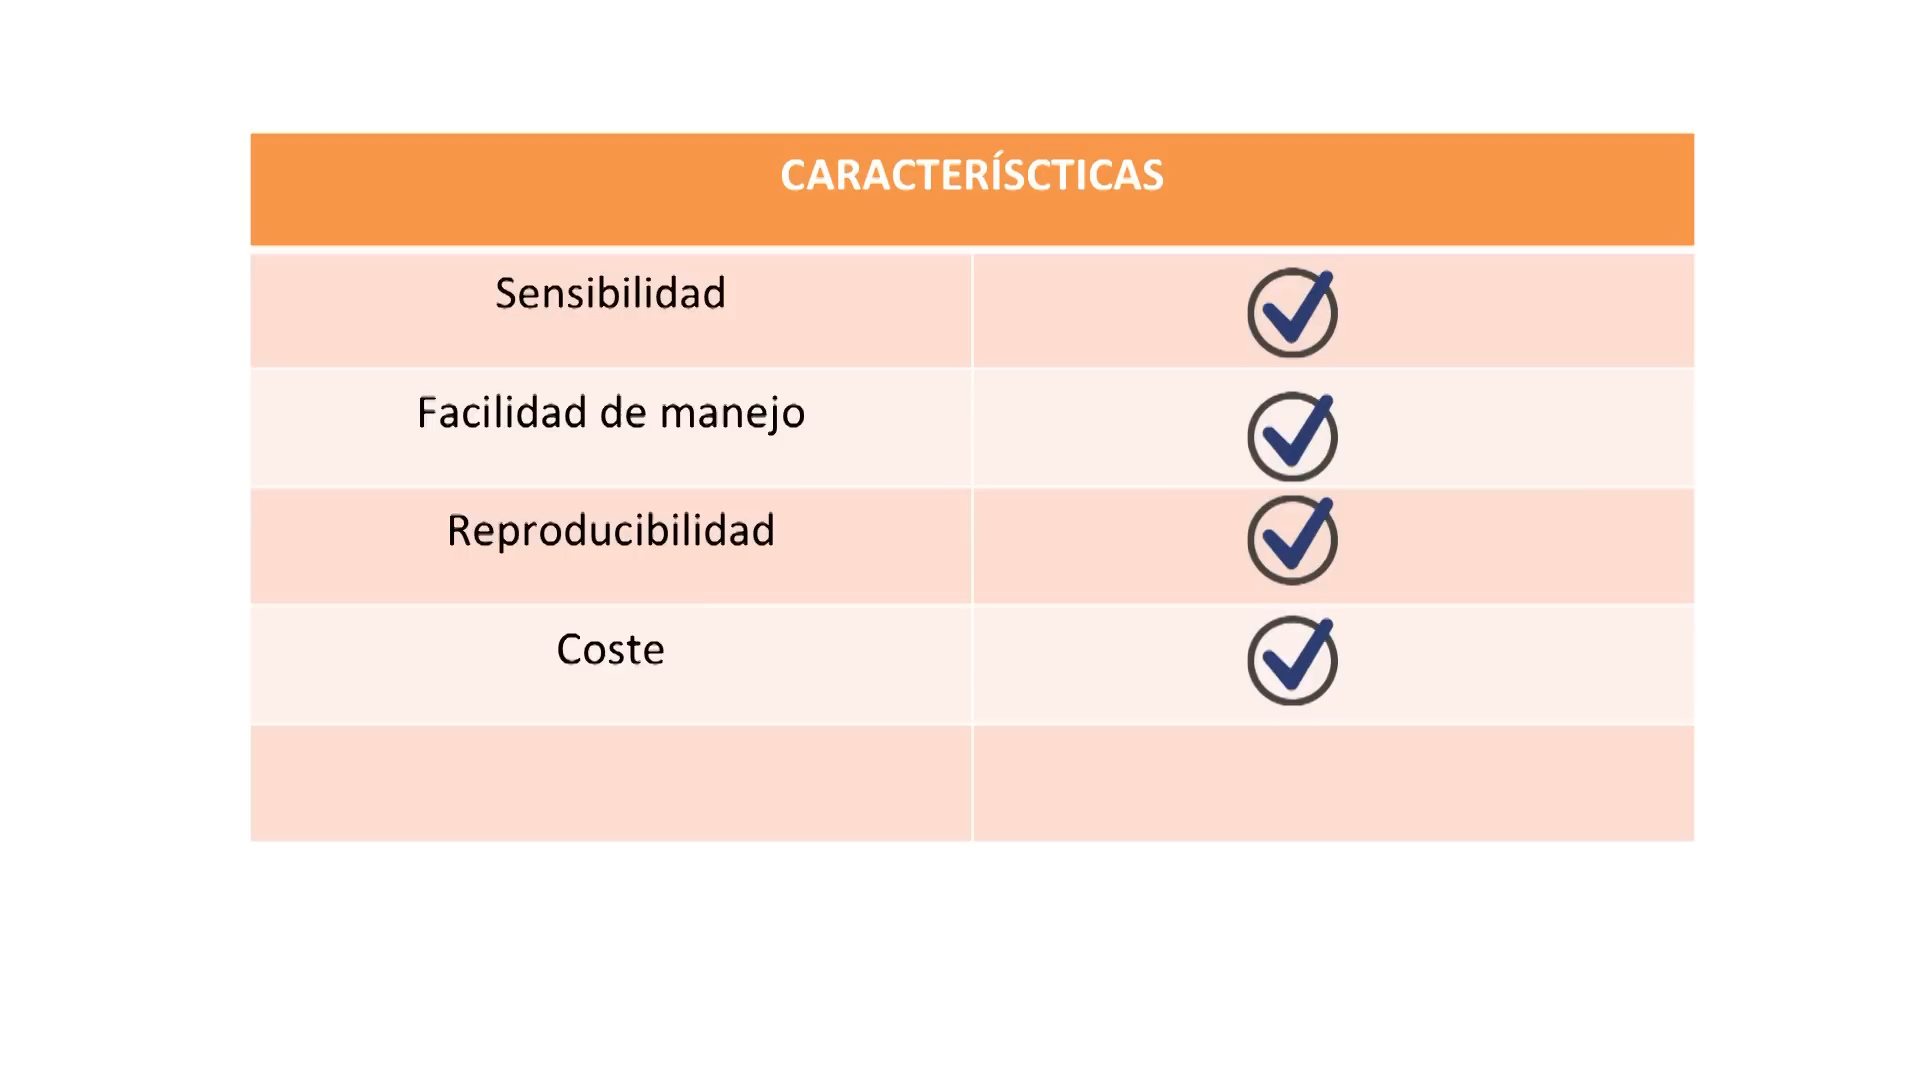 CARACTERÍSCTICAS
Sensibilidad
Facilidad de manejo
Reproducibilidad
Coste